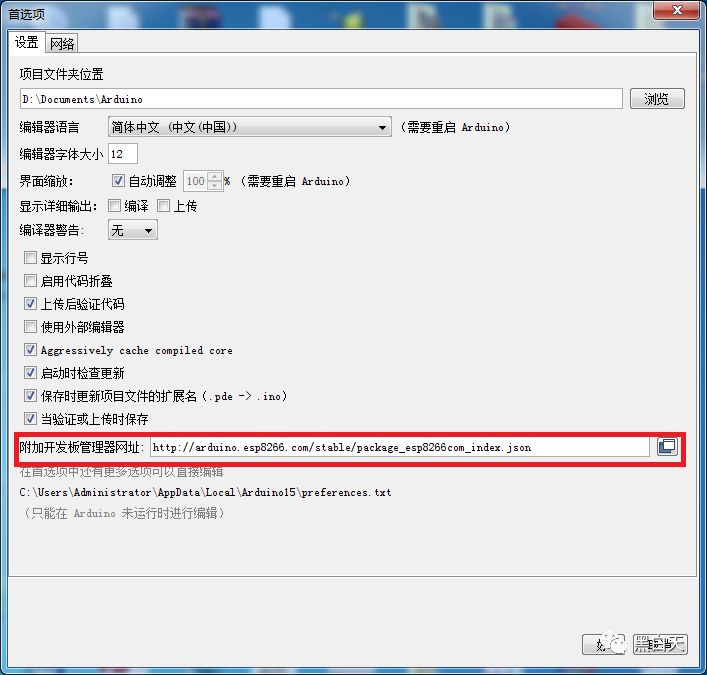 首选项
设置 网络
项目文件夹位置
D:\Documents\Arduino 浏览
编辑器语言 简体中文 (中文(中国)) (需要重启 Arduino)
编辑器字体大小 12
界面缩放: 自动调整 100 % (需要重启 Arduino)
显示详细输出: 编译 上传
编译器警告: 无
显示行号
启用代码折叠
上传后验证代码
使用外部编辑器
Aggressively cache compiled core
启动时检查更新
保存时更新项目文件的扩展名 (.pde -> .ino)
当验证或上传时保存
附加开发板管理器网址: http://arduino.esp8266.com/stable/package_esp8266com_index.json
在首选项中还有更多选项可以直接编辑
C:\Users\Administrator\AppData\Local\Arduino15\preferences.txt
(只能在 Arduino 未运行时进行编辑)
黑白天